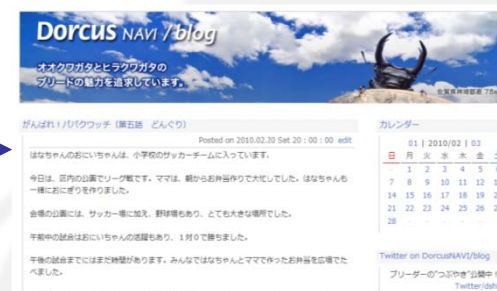 Dorcus NAVI / blog
オオクワガタとヒラタクワガタの
ブリードの魅力を追求しています。
がんばれ！パパクワッチ（第五話　どんぐり）
Posted on 2010.02.20 Sat 20 : 00 : 00 edit
はなちゃんのおにいちゃんは、小学校のサッカーチームに入っています。
今日は、区内の公園でリーグ戦です。ママは、朝からお弁当作りで大忙しでした。はなちゃんも
一緒におにぎりを作りました。
会場の公園には、サッカー場に加え、野球場もあり、とても大きな場所でした。
午前中の試合はおにいちゃんの活躍もあり、1対0で勝ちました。
午後の試合までにはまだ時間があります。みんなではなちゃんとママで作ったお弁当を広場でた
べました。
カレンダー
01 | 2010/02 | 03
日 月 火 水 木 金
1 2 3 4 5
7 8 9 10 11 12 1
14 15 16 17 18 19 2
21 22 23 24 25 26 2
28
Twitter on DorcusNAVI/blog
ブリーダーの"つぶやき"公開中！
Twitter/dsh